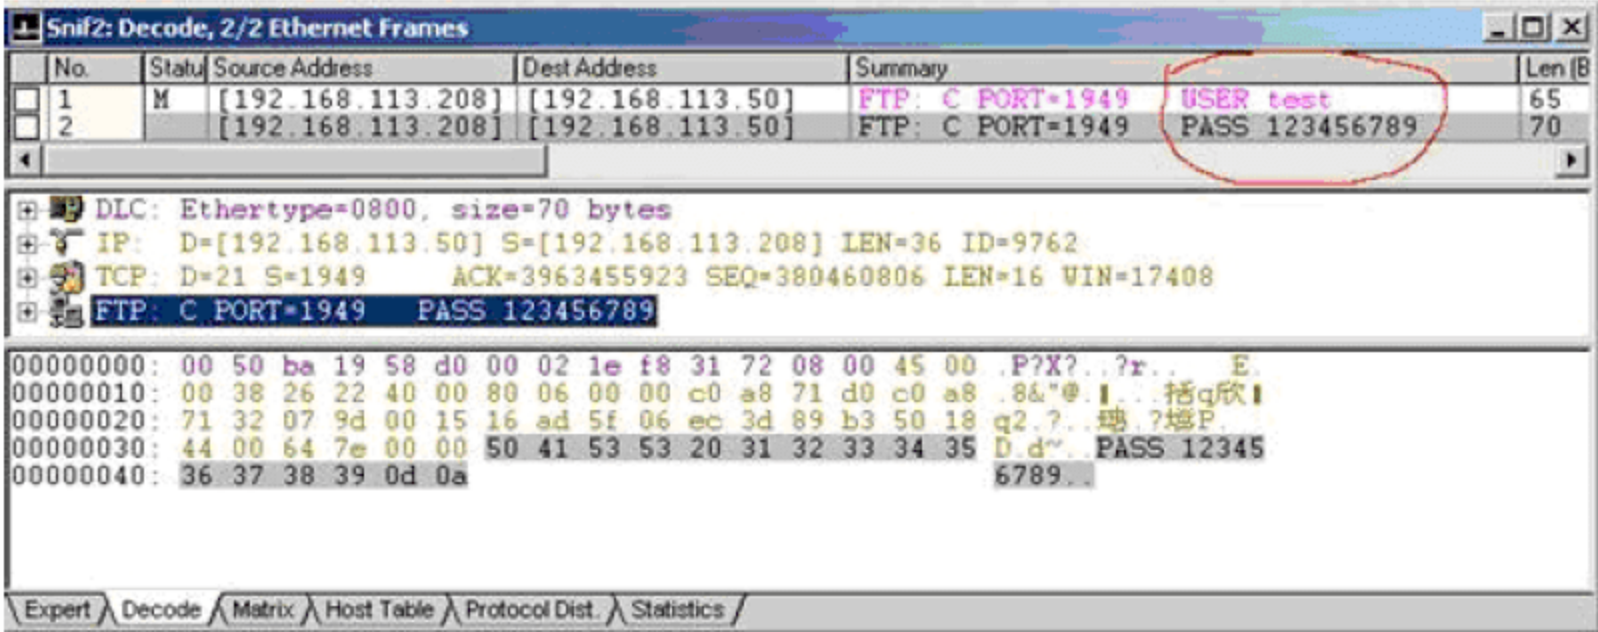 Snif2: Decode, 2/2 Ethernet Frames
No. Statu Source Address Dest Address Summary Len (B
1 M [192.168.113.208] [192.168.113.50] FTP: C PORT=1949 USER test 65
2 [192.168.113.208] [192.168.113.50] FTP: C PORT=1949 PASS 123456789 70
DLC: Ethertype=0800, size=70 bytes
IP: D=[192.168.113.50] S=[192.168.113.208] LEN=36 ID=9762
TCP: D=21 S=1949 ACK=3963455923 SEQ=380460806 LEN=16 WIN=17408
FTP: C PORT=1949 PASS 123456789
00000000: 00 50 ba 19 58 d0 00 02 1e f8 31 72 08 00 45 00 .P?X?..?r.. E.
00000010: 00 38 26 22 40 00 80 06 00 00 c0 a8 71 d0 c0 a8 .8&"@. ...括q欣
00000020: 71 32 07 9d 00 15 16 ad 5f 06 ec 3d 89 b3 50 18 q2.?.. .? P.
00000030: 44 00 64 7e 00 00 50 41 53 53 20 31 32 33 34 35 D.d~..PASS 12345
00000040: 36 37 38 39 0d 0a 6789..
Expert Decode Matrix Host Table Protocol Dist. Statistics